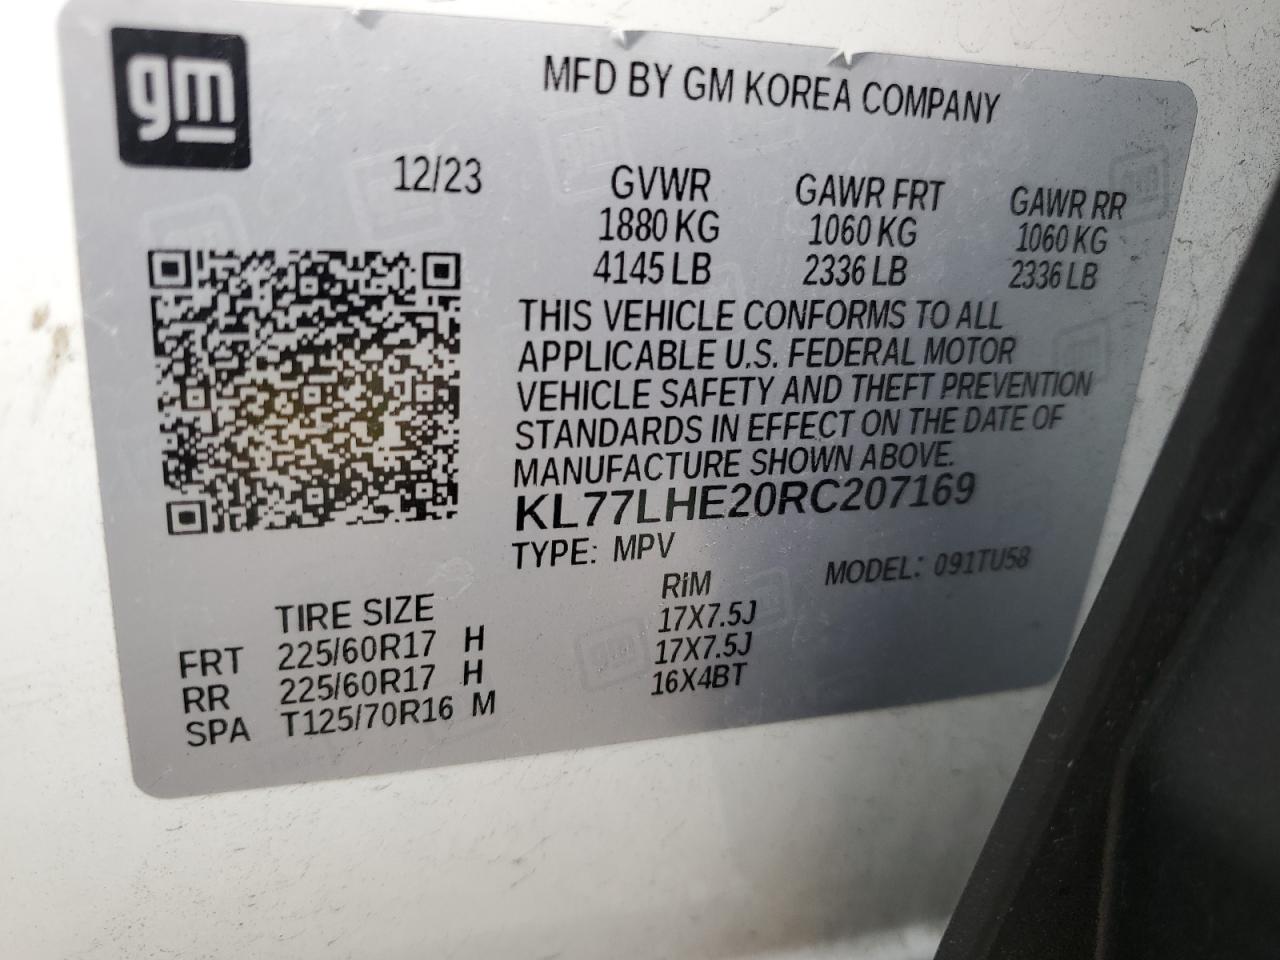 gm
MFD BY GM KOREA COMPANY
12/23 GVWR GAWR FRT GAWR RR
1880 KG 1060 KG 1060 KG
4145 LB 2336 LB 2336 LB
THIS VEHICLE CONFORMS TO ALL
APPLICABLE U.S. FEDERAL MOTOR
VEHICLE SAFETY AND THEFT PREVENTION
STANDARDS IN EFFECT ON THE DATE OF
MANUFACTURE SHOWN ABOVE.
KL77LHE20RC207169
TYPE: MPV MODEL: 091TU58
TIRE SIZE RiM
FRT 225/60R17 H 17X7.5J
RR 225/60R17 H 17X7.5J
SPA T125/70R16 M 16X4BT